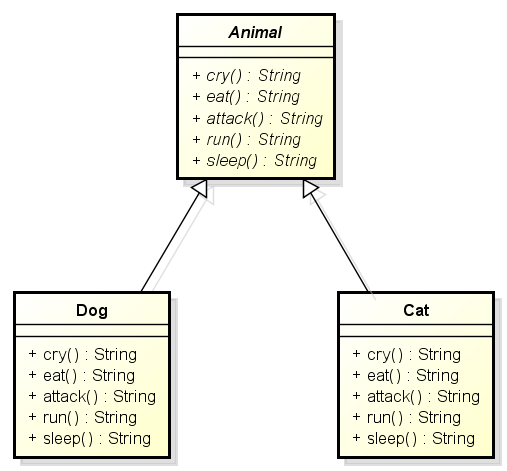 Animal
+ cry() : String
+ eat() : String
+ attack() : String
+ run() : String
+ sleep() : String
Dog
+ cry() : String
+ eat() : String
+ attack() : String
+ run() : String
+ sleep() : String
Cat
+ cry() : String
+ eat() : String
+ attack() : String
+ run() : String
+ sleep() : String